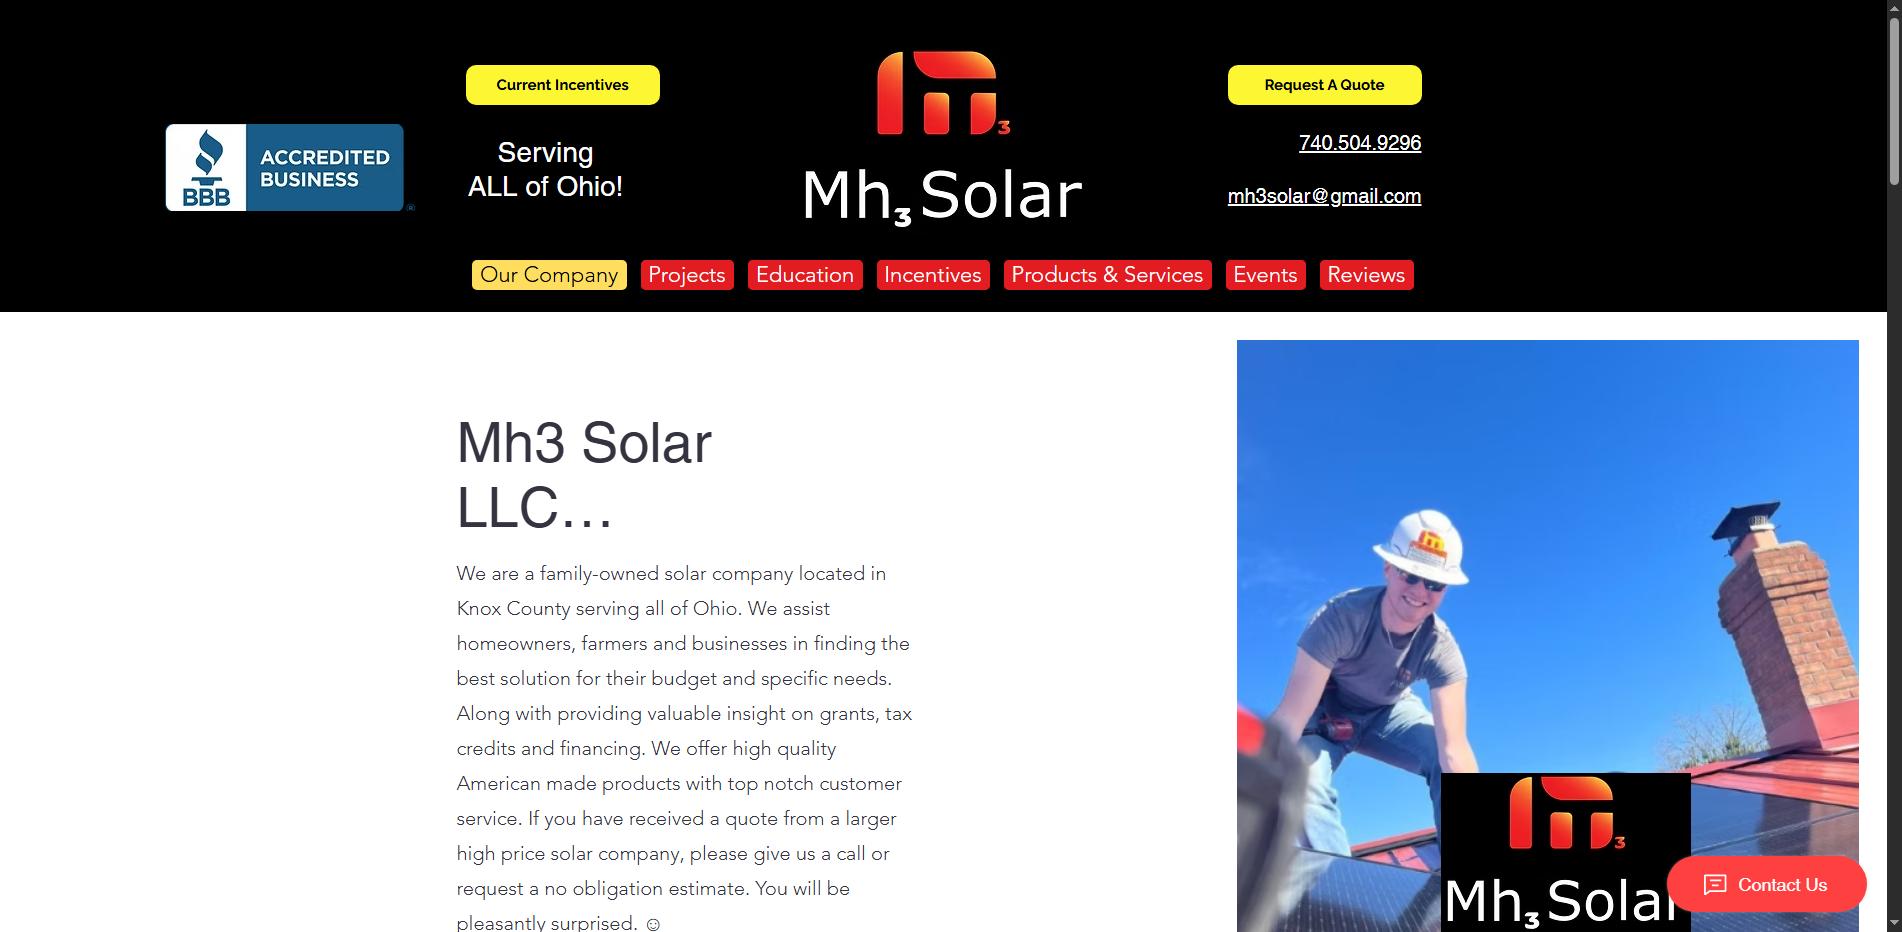 Current Incentives
Request A Quote
BBB
ACCREDITED
BUSINESS
®
Serving
ALL of Ohio!
3
Mh3Solar
740.504.9296
mh3solar@gmail.com
Our Company
Projects
Education
Incentives
Products & Services
Events
Reviews
Mh3 Solar
LLC...
We are a family-owned solar company located in
Knox County serving all of Ohio. We assist
homeowners, farmers and businesses in finding the
best solution for their budget and specific needs.
Along with providing valuable insight on grants, tax
credits and financing. We offer high quality
American made products with top notch customer
service. If you have received a quote from a larger
high price solar company, please give us a call or
request a no obligation estimate. You will be
pleasantly surprised. ☺
3
Mh3Solar
Contact Us